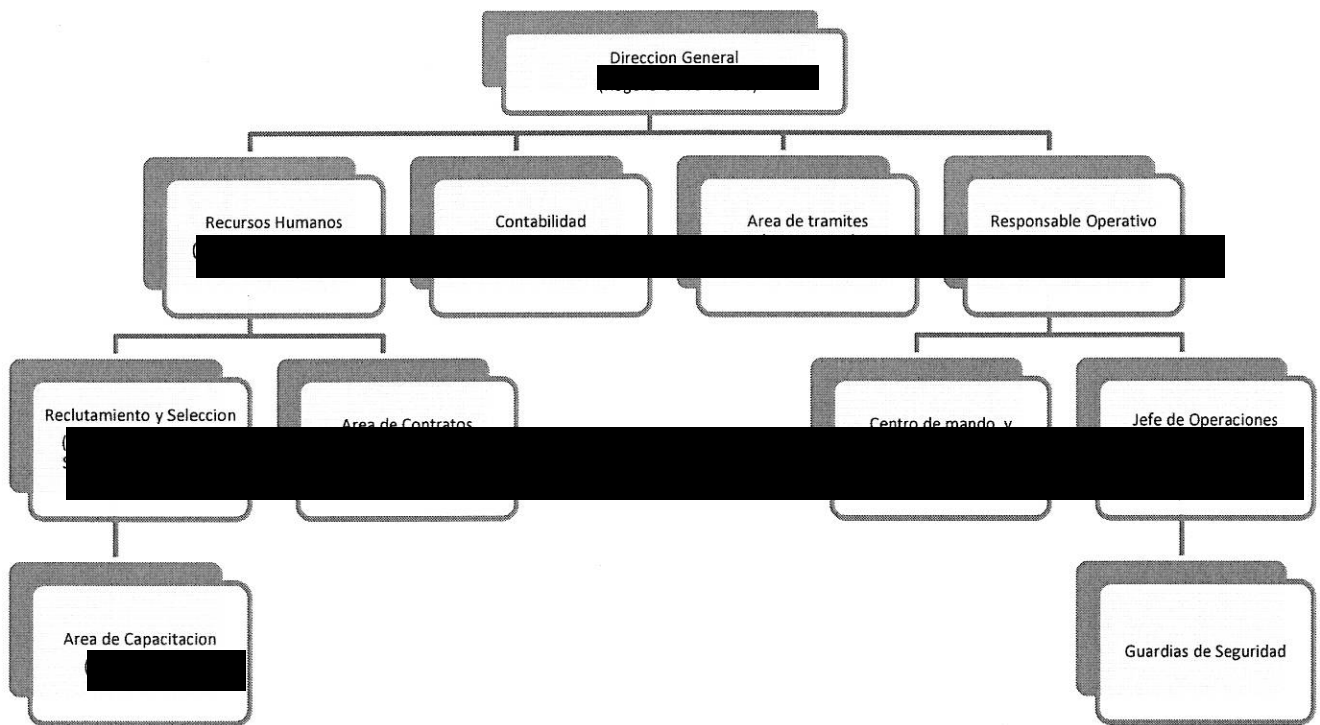 Direccion General
Recursos Humanos
Contabilidad
Area de tramites
Responsable Operativo
Reclutamiento y Seleccion
Area de Contratos
Centro de mando y
Jefe de Operaciones
Area de Capacitacion
Guardias de Seguridad